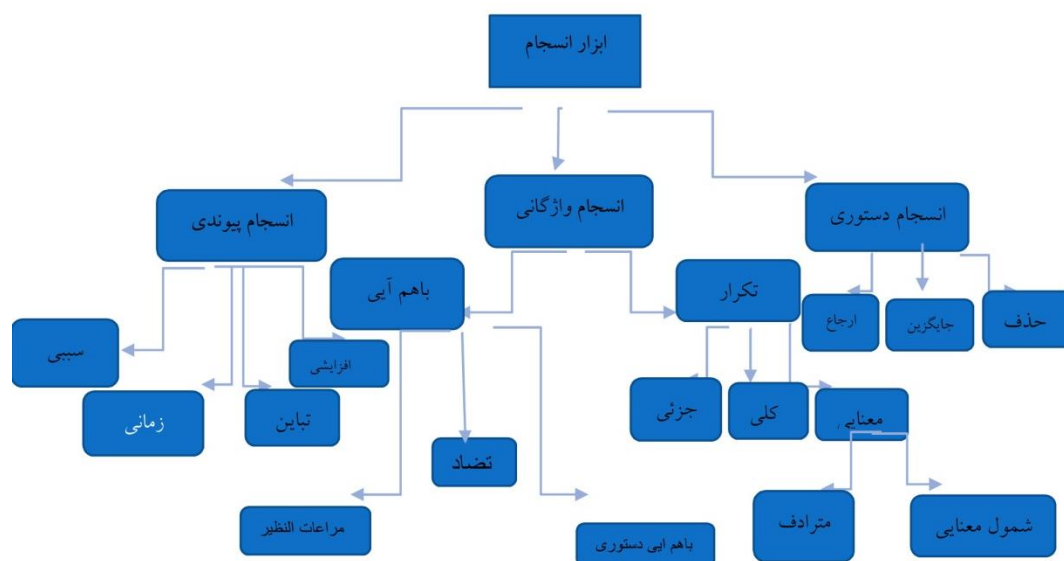 ابزار انسجام
انسجام دستوری
انسجام واژگانی
انسجام پیوندی
حذف
جایگزین
ارجاع
تکرار
باهم آیی
افزایشی
سببی
معنایی
کلی
جزئی
تباین
زمانی
تضاد
شمول معنایی
مترادف
باهم ایی دستوری
مراعات النظیر